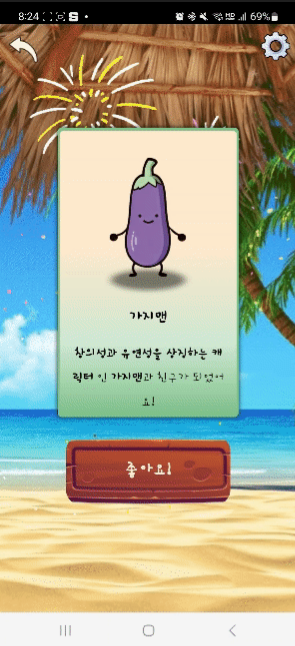 8:24
69%
가지맨
창의성과 유연성을 상징하는 캐
릭터 인 가지맨과 친구가 되었어
요!
좋아요!